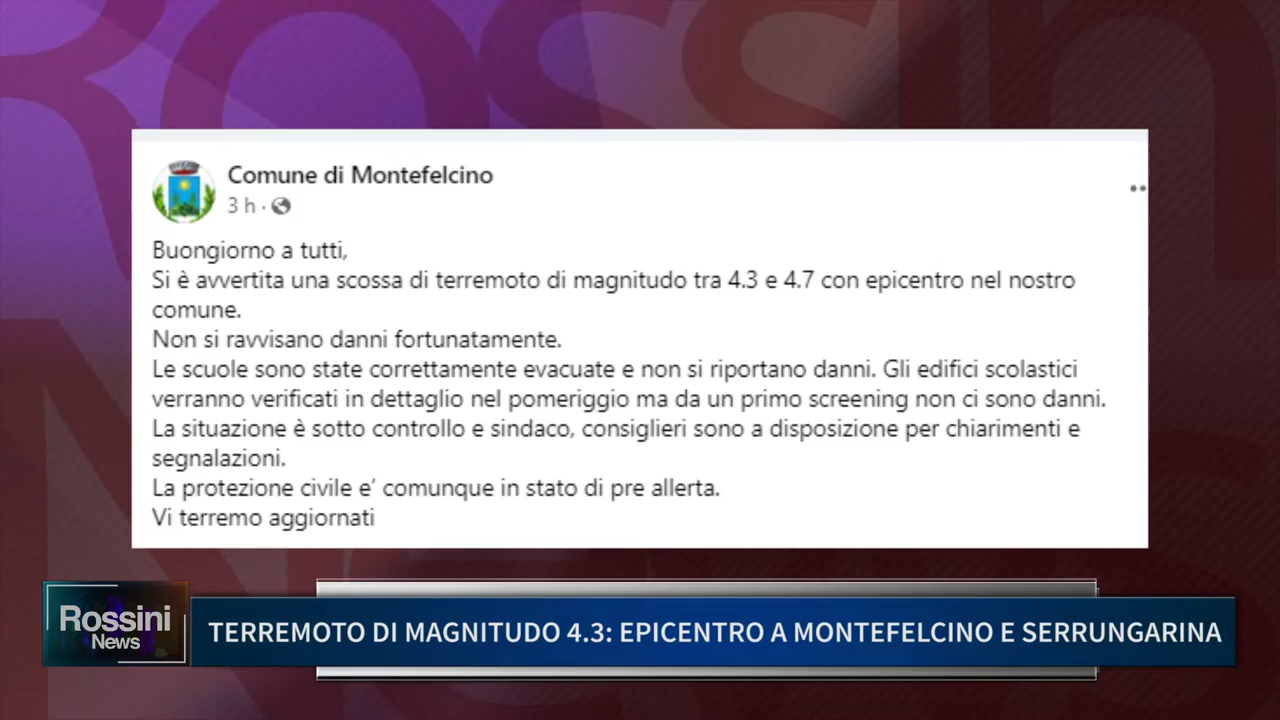 Comune di Montefelcino
3 h ·
Buongiorno a tutti,
Si è avvertita una scossa di terremoto di magnitudo tra 4.3 e 4.7 con epicentro nel nostro
comune.
Non si ravvisano danni fortunatamente.
Le scuole sono state correttamente evacuate e non si riportano danni. Gli edifici scolastici
verranno verificati in dettaglio nel pomeriggio ma da un primo screening non ci sono danni.
La situazione è sotto controllo e sindaco, consiglieri sono a disposizione per chiarimenti e
segnalazioni.
La protezione civile e' comunque in stato di pre allerta.
Vi terremo aggiornati
Rossini
News
TERREMOTO DI MAGNITUDO 4.3: EPICENTRO A MONTEFELCINO E SERRUNGARINA